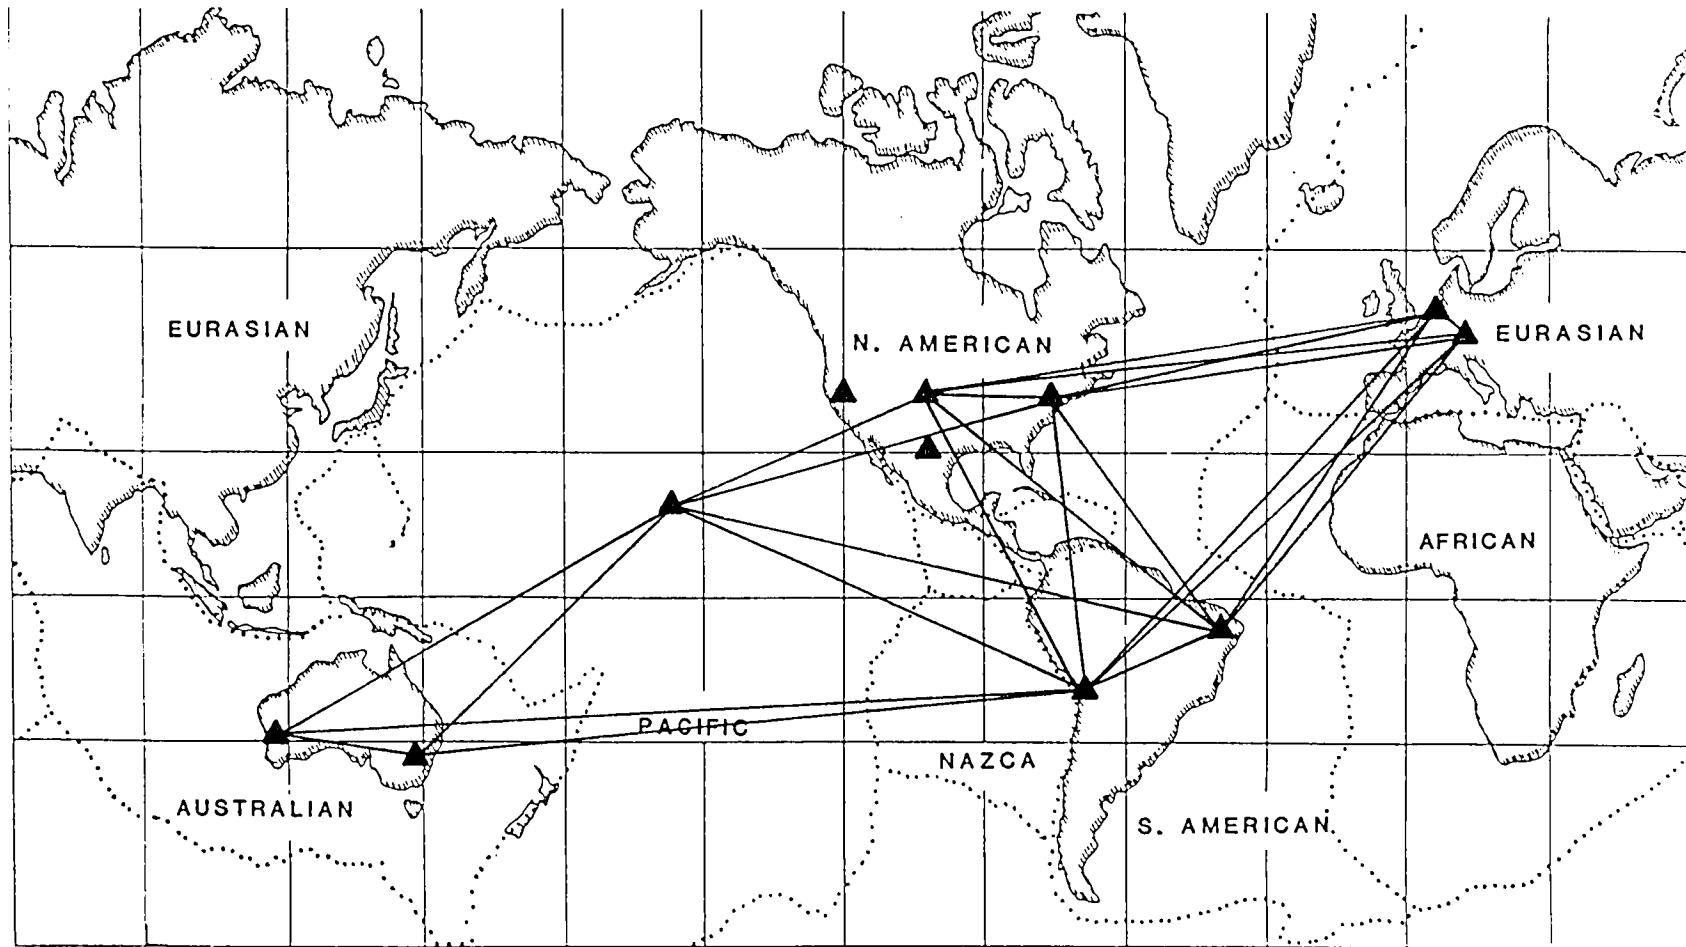 EURASIAN
N. AMERICAN
EURASIAN
AFRICAN
PACIFIC
NAZCA
AUSTRALIAN
S. AMERICAN